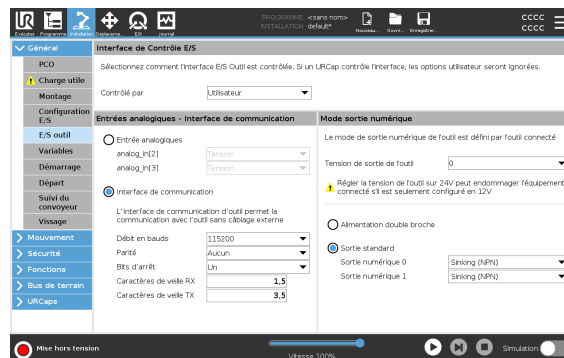 PROGRAMME <sans nom>
INSTALLATION default*
Exécuter Programme Installation Déplaceme... E/S Journal
Nouveau... Ouvrir... Enregistrer...
CCCC
CCCC
Général
PCO
Charge utile
Montage
Configuration E/S
E/S outil
Variables
Démarrage
Départ
Suivi du convoyeur
Vissage
Mouvement
Sécurité
Fonctions
Bus de terrain
URCaps
Interface de Contrôle E/S
Sélectionnez comment l'Interface E/S Outil est contrôlée. Si un URCap contrôle l'interface, les options utilisateur seront ignorées.
Contrôlé par Utilisateur
Entrées analogiques - Interface de communication
Entrée analogiques
analog_in[2] Tension
analog_in[3] Tension
Interface de communication
L'Interface de communication d'outil permet la
communication avec l'outil sans câblage externe
Débit en bauds 115200
Parité Aucun
Bits d'arrêt Un
Caractères de veille RX 1,5
Caractères de veille TX 3,5
Mode sortie numérique
Le mode de sortie numérique de l'outil est défini par l'outil connecté
Tension de sortie de l'outil 0
Régler la tension de l'outil sur 24V peut endommager l'équipement
connecté s'il est seulement configuré en 12V
Alimentation double broche
Sortie standard
Sortie numérique 0 Sinking (NPN)
Sortie numérique 1 Sinking (NPN)
Mise hors tension
Vitesse 100%
Simulation